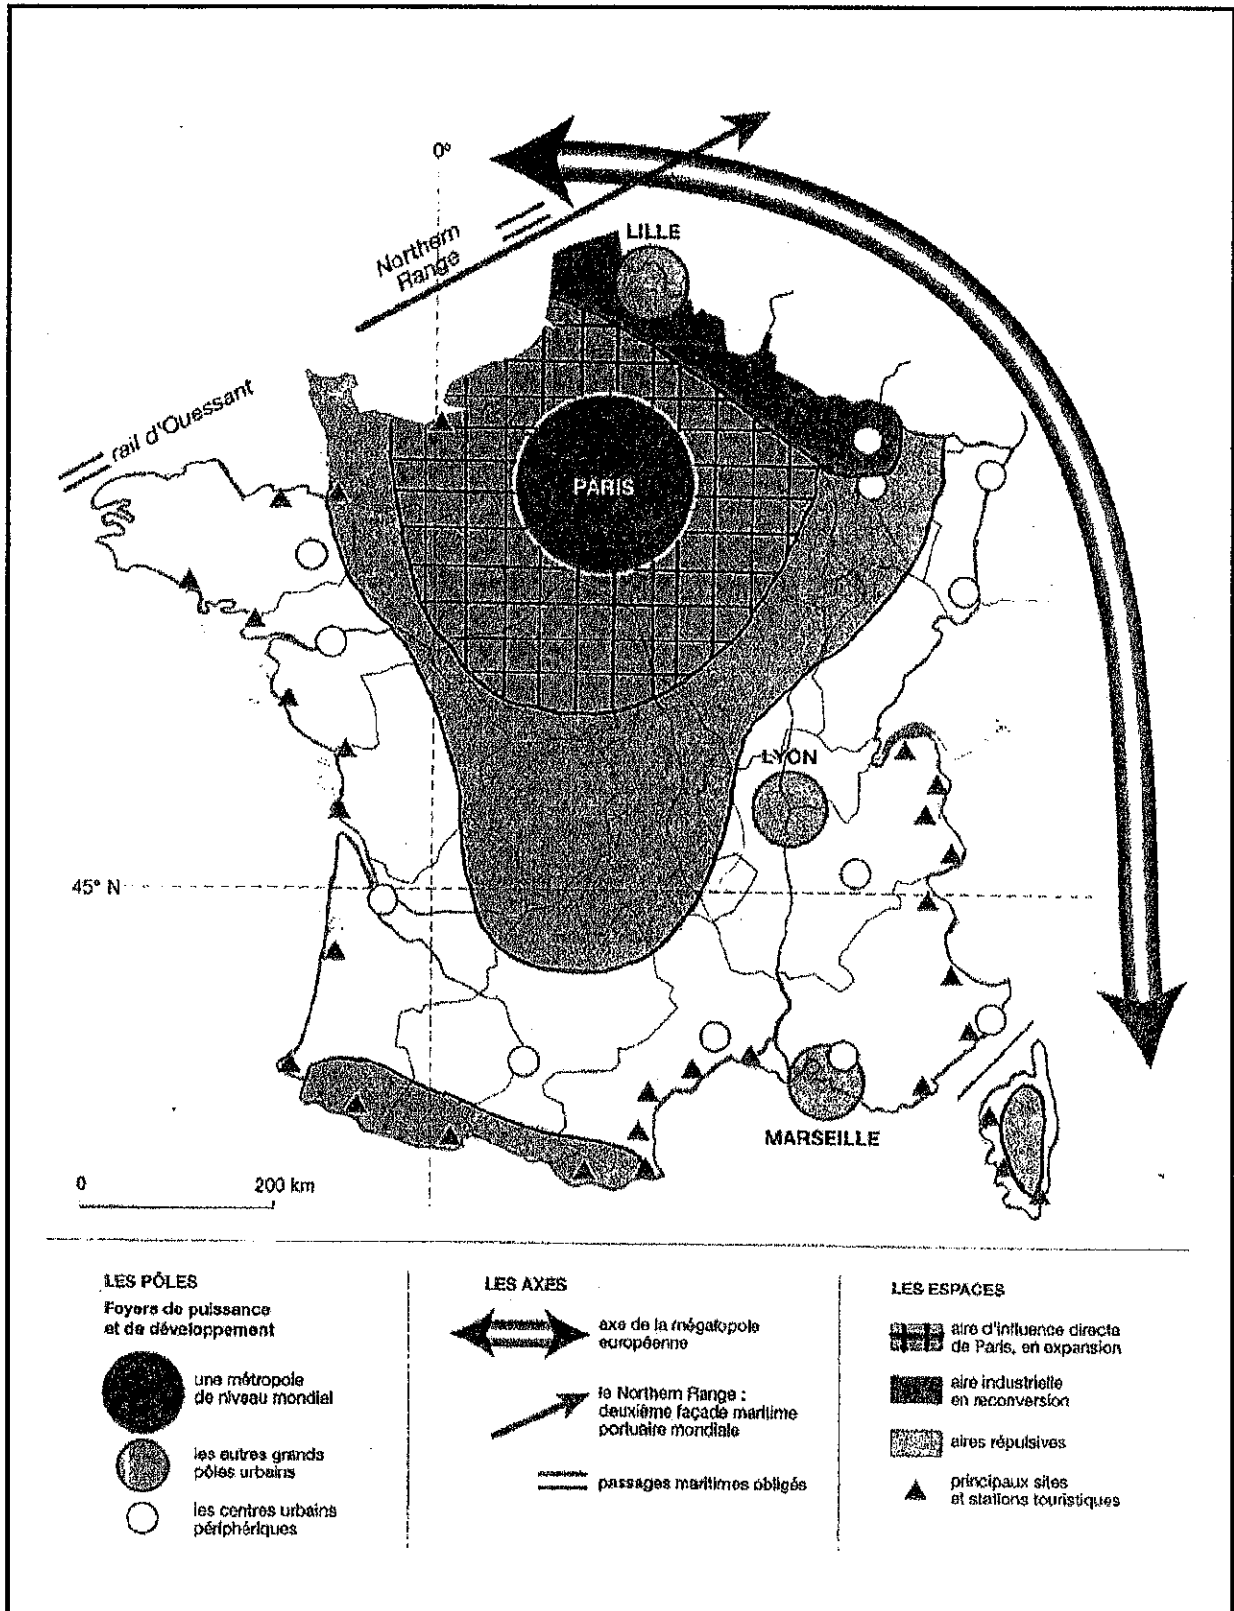 0°
Northern
Range
LILLE
rail d'Ouessant
PARIS
LYON
45° N
MARSEILLE
0
200 km
LES PÔLES
Foyers de puissance
et de développement
une métropole
de niveau mondial
les autres grands
pôles urbains
les centres urbains
périphériques
LES AXES
axe de la mégalopole
européenne
le Northern Range :
deuxième façade maritime
portuaire mondiale
passages maritimes obligés
LES ESPACES
aire d'influence directe
de Paris, en expansion
aire industrielle
en reconversion
aires répulsives
principaux sites
et stations touristiques